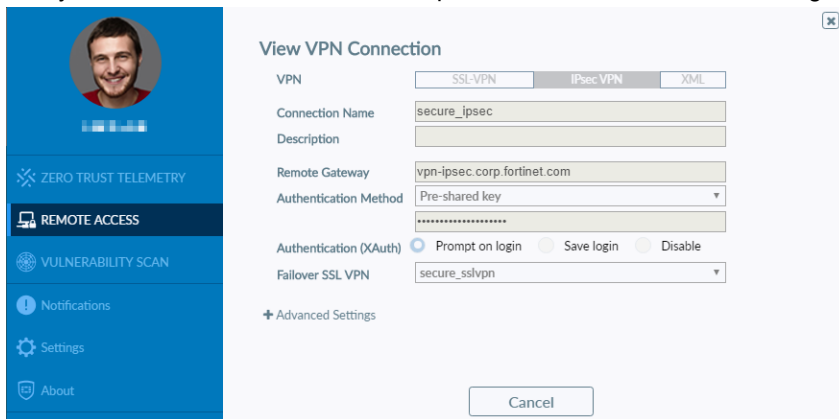 View VPN Connection
VPN
SSL-VPN
IPsec VPN
XML
Connection Name
secure_ipsec
Description
Remote Gateway
vpn-ipsec.corp.fortinet.com
Authentication Method
Pre-shared key
••••••••••••••••••••
Authentication (XAuth)
Prompt on login
Save login
Disable
Failover SSL VPN
secure_sslvpn
+ Advanced Settings
Cancel
ZERO TRUST TELEMETRY
REMOTE ACCESS
VULNERABILITY SCAN
Notifications
Settings
About